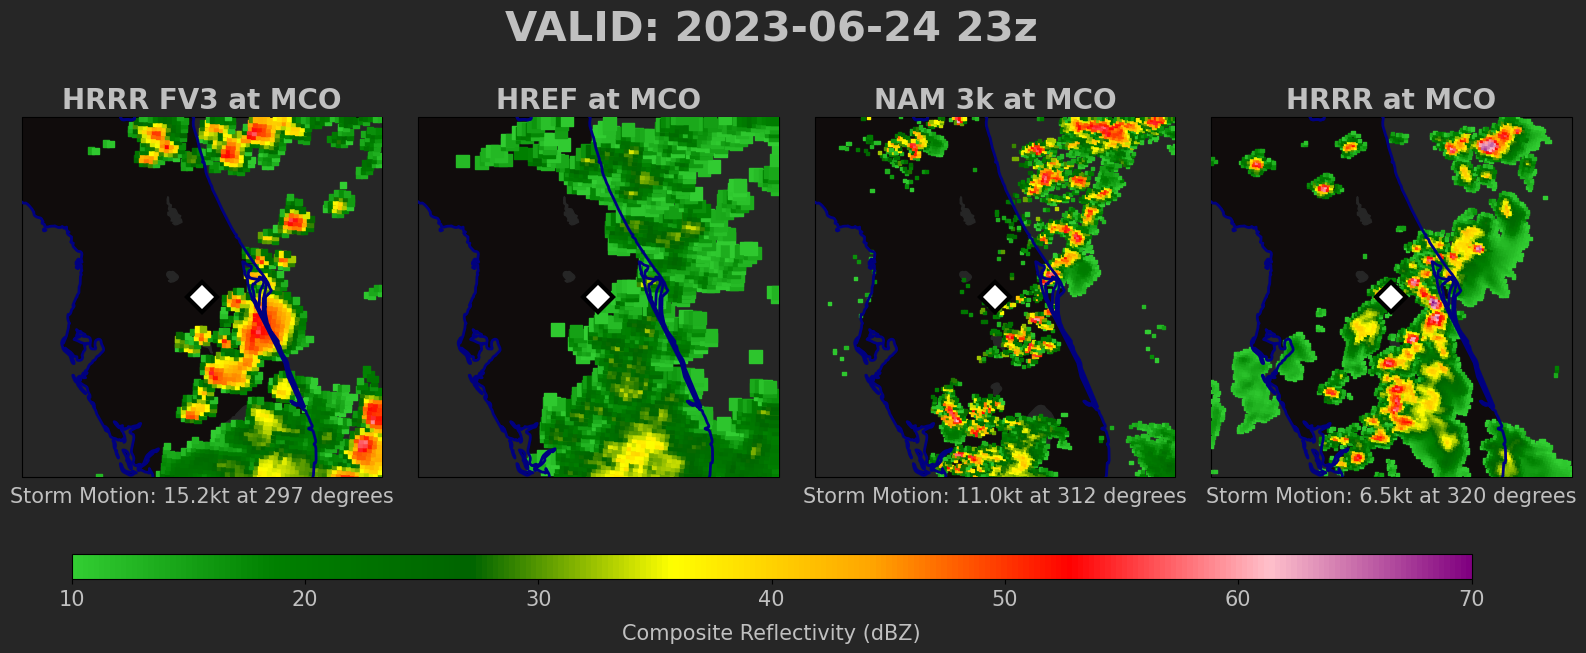 VALID: 2023-06-24 23z
HRRR FV3 at MCO
HREF at MCO
NAM 3k at MCO
HRRR at MCO
Storm Motion: 15.2kt at 297 degrees
Storm Motion: 11.0kt at 312 degrees
Storm Motion: 6.5kt at 320 degrees
10 20 30 40 50 60 70
Composite Reflectivity (dBZ)